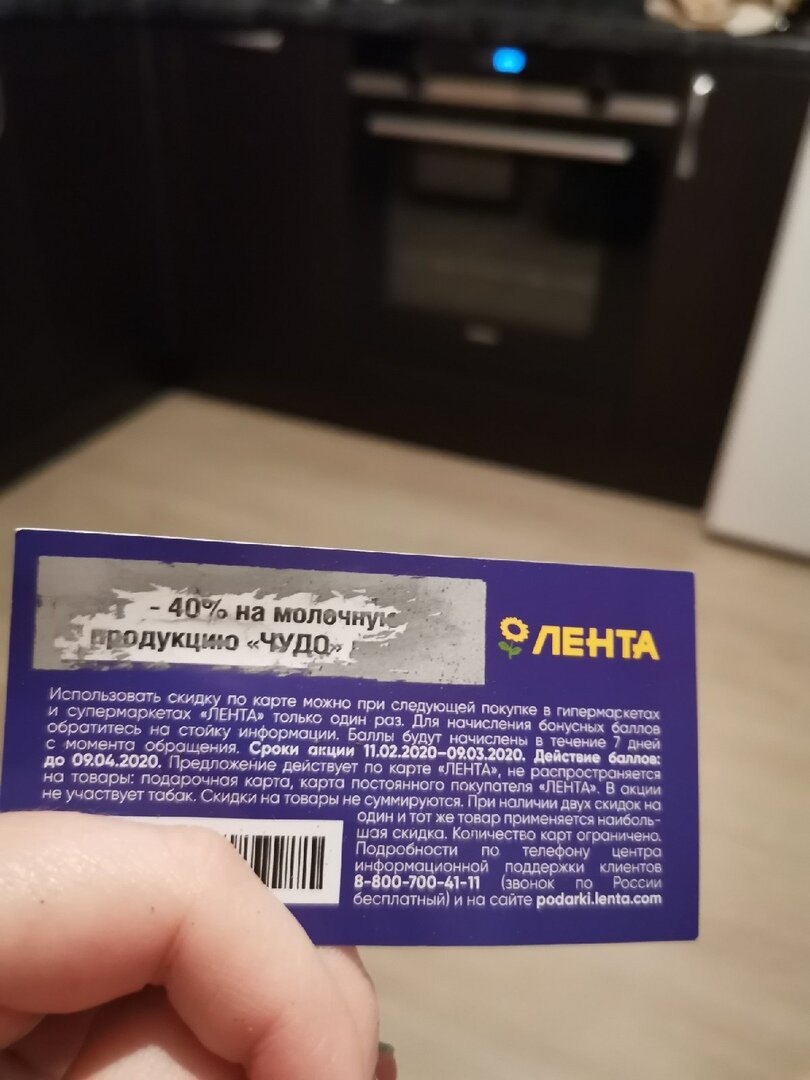 - 40% на молочную
продукцию «ЧУДО»
ЛЕНТА
Использовать скидку по карте можно при следующей покупке в гипермаркетах
и супермаркетах «ЛЕНТА» только один раз. Для начисления бонусных баллов
обратитесь на стойку информации. Баллы будут начислены в течение 7 дней
с момента обращения. Сроки акции 11.02.2020–09.03.2020. Действие баллов:
до 09.04.2020. Предложение действует по карте «ЛЕНТА», не распространяется
на товары: подарочная карта, карта постоянного покупателя «ЛЕНТА». В акции
не участвует табак. Скидки на товары не суммируются. При наличии двух скидок на
один и тот же товар применяется наиболь-
шая скидка. Количество карт ограничено.
Подробности по телефону центра
информационной поддержки клиентов
8-800-700-41-11 (звонок по России
бесплатный) и на сайте podarki.lenta.com